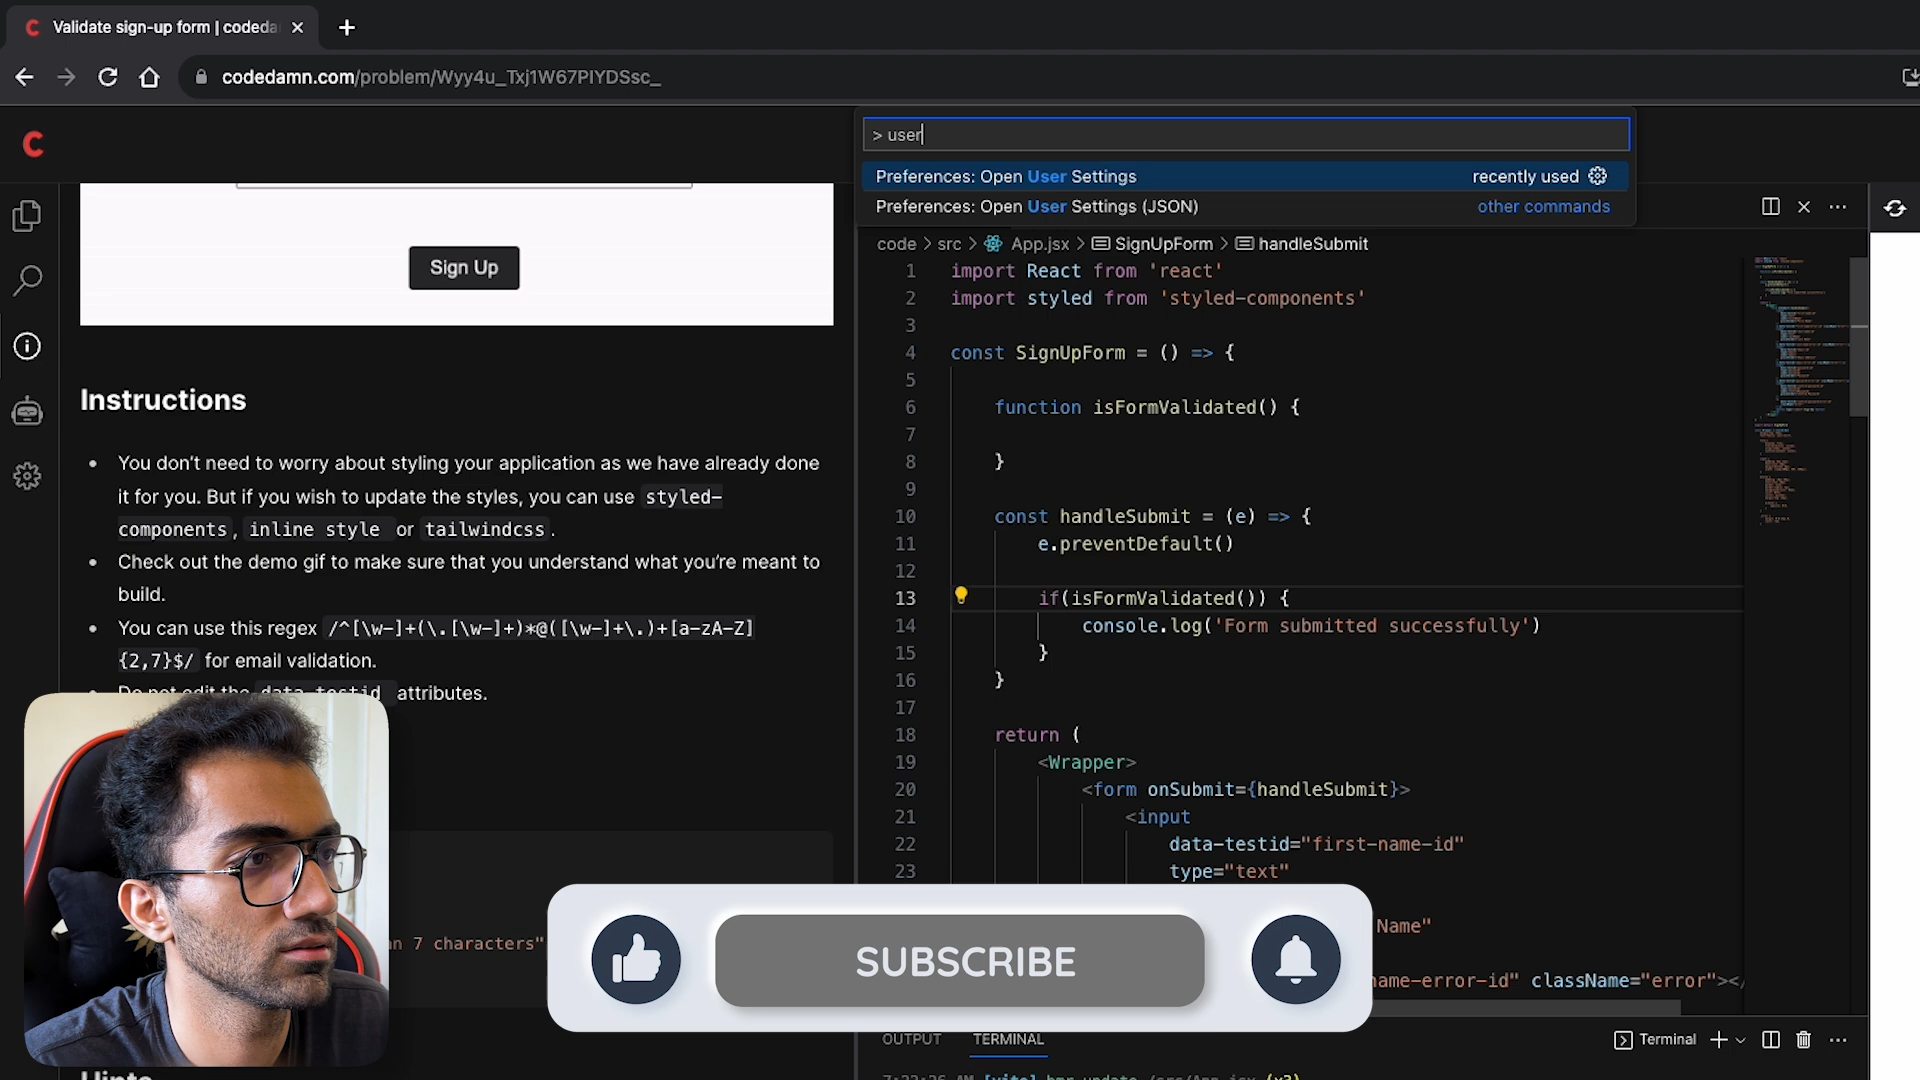 Validate sign-up form | codeda
codedamn.com/problem/Wyy4u_Txj1W67PIYDSsc_
> user
Preferences: Open User Settings
recently used
Preferences: Open User Settings (JSON)
other commands
Sign Up
Instructions
• You don't need to worry about styling your application as we have already done
it for you. But if you wish to update the styles, you can use styled-
components, inline style or tailwindcss.
• Check out the demo gif to make sure that you understand what you're meant to
build.
• You can use this regex /^[\w-]+(\.[\w-]+)*@([\w-]+\.)+[a-zA-Z]
{2,7}$/ for email validation.
• Do not edit the data-testid attributes.
n 7 characters"
code > src > App.jsx > SignUpForm > handleSubmit
1 import React from 'react'
2 import styled from 'styled-components'
3
4 const SignUpForm = () => {
5
6 function isFormValidated() {
7
8 }
9
10 const handleSubmit = (e) => {
11 e.preventDefault()
12
13 if(isFormValidated()) {
14 console.log('Form submitted successfully')
15 }
16 }
17
18 return (
19 <Wrapper>
20 <form onSubmit={handleSubmit}>
21 <input
22 data-testid="first-name-id"
23 type="text"
Name"
name-error-id" className="error"></
SUBSCRIBE
OUTPUT
TERMINAL
Terminal